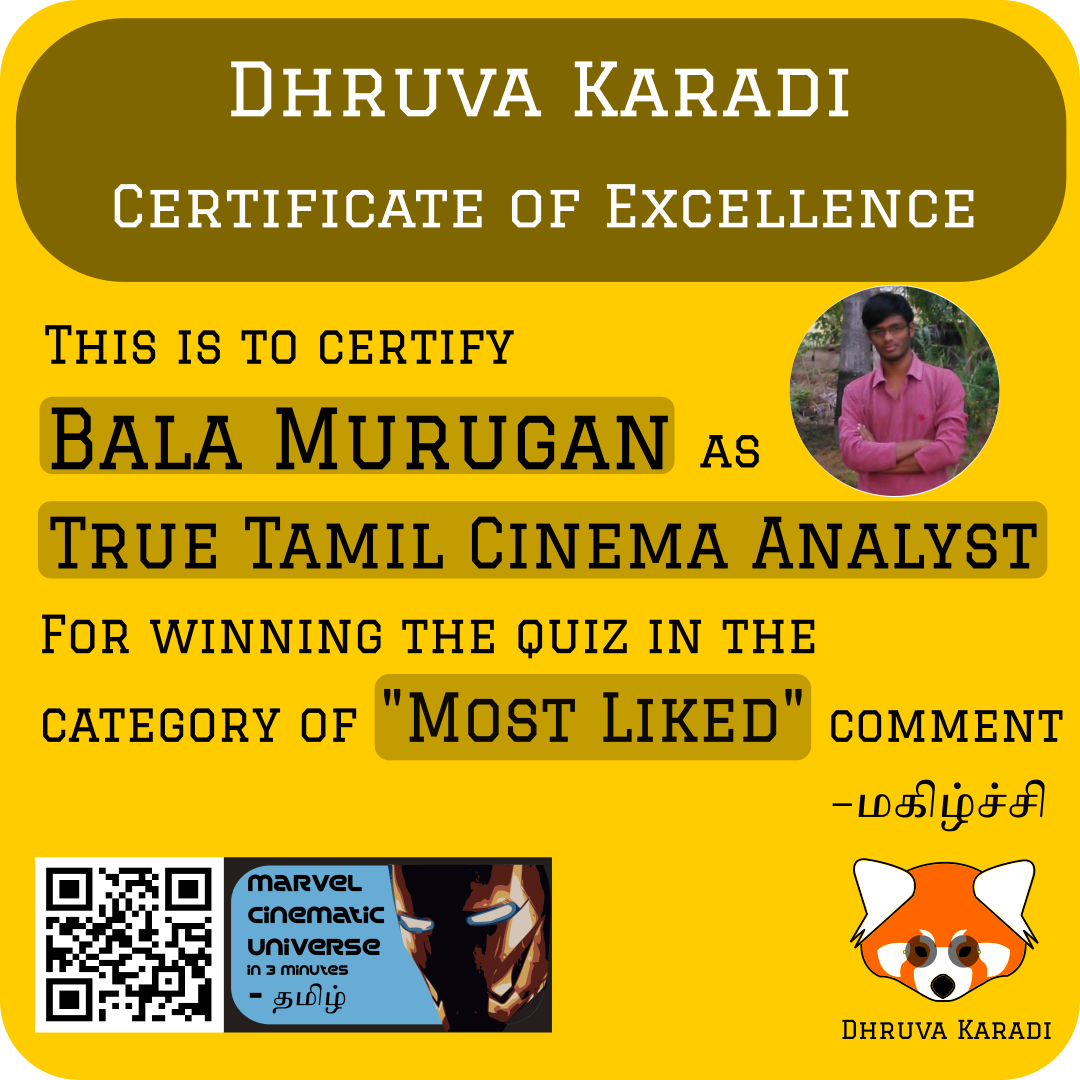 Dhruva Karadi
Certificate of Excellence
This is to certify
Bala Murugan as
True Tamil Cinema Analyst
For winning the quiz in the
category of "Most Liked" comment
-மகிழ்ச்சி
Marvel
Cinematic
Universe
in 3 minutes
- தமிழ்
Dhruva Karadi